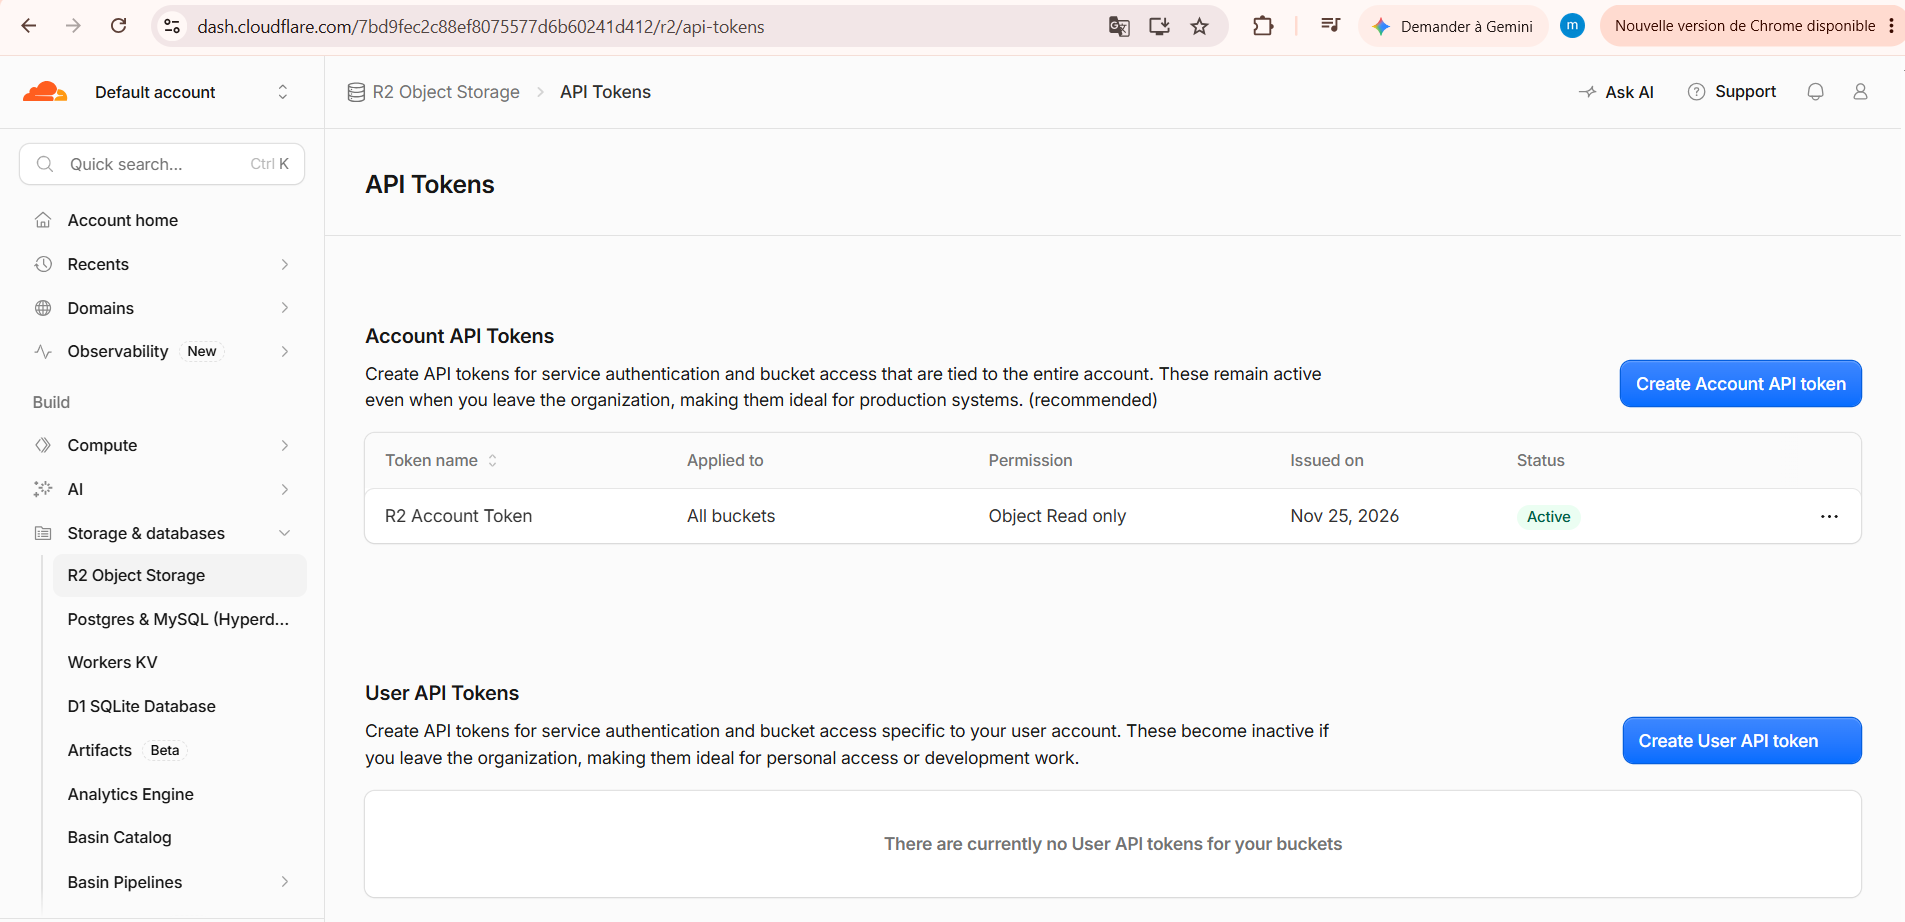 dash.cloudflare.com/7bd9fec2c88ef8075577d6b60241d412/r2/api-tokens
Demander à Gemini
m
Nouvelle version de Chrome disponible
Default account
R2 Object Storage
API Tokens
Ask AI
Support
Quick search...
Ctrl K
Account home
Recents
Domains
Observability
New
Build
Compute
AI
Storage & databases
R2 Object Storage
Postgres & MySQL (Hyperd...
Workers KV
D1 SQLite Database
Artifacts
Beta
Analytics Engine
Basin Catalog
Basin Pipelines
API Tokens
Account API Tokens
Create API tokens for service authentication and bucket access that are tied to the entire account. These remain active
even when you leave the organization, making them ideal for production systems. (recommended)
Create Account API token
Token name
Applied to
Permission
Issued on
Status
R2 Account Token
All buckets
Object Read only
Nov 25, 2026
Active
User API Tokens
Create API tokens for service authentication and bucket access specific to your user account. These become inactive if
you leave the organization, making them ideal for personal access or development work.
Create User API token
There are currently no User API tokens for your buckets